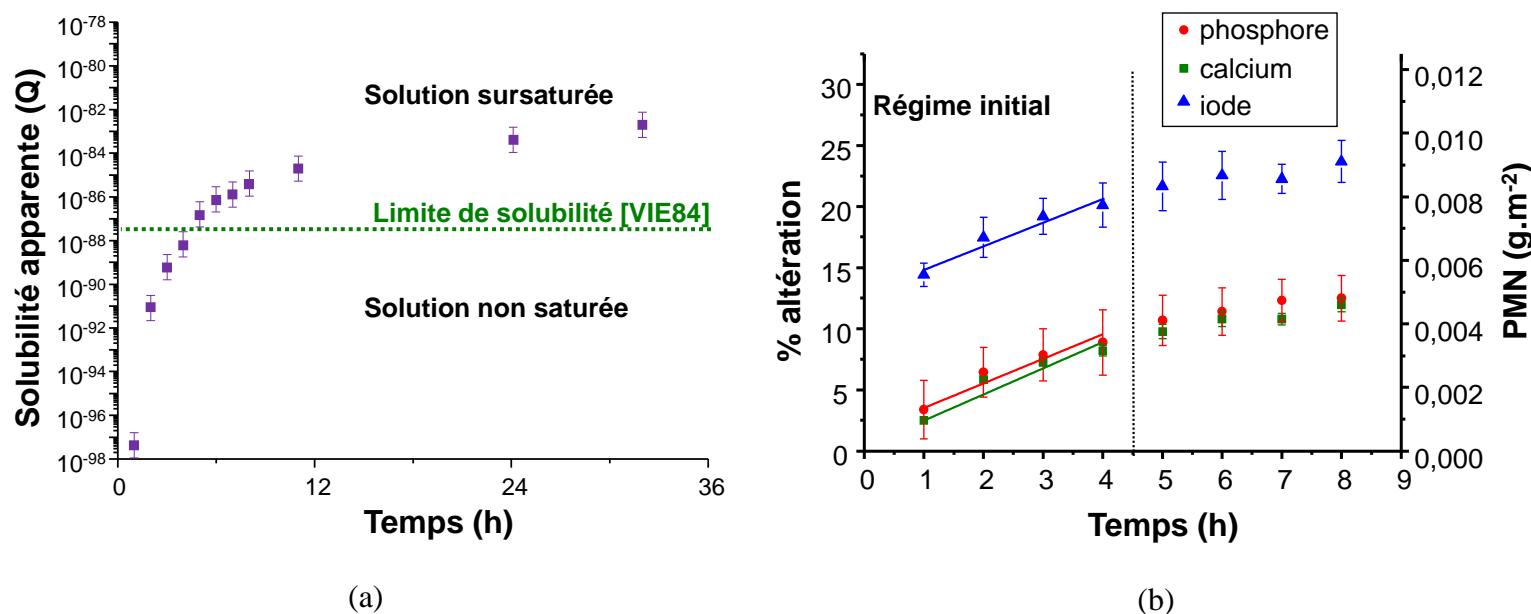 10-78
10-80
10-82
10-84
10-86
10-88
10-90
10-92
10-94
10-96
10-98
Solubilité apparente (Q)
Solution sursaturée
Limite de solubilité [VIE84]
Solution non saturée
0 12 24 36
Temps (h)
(a)
phosphore
calcium
iode
Régime initial
30
25
20
15
10
5
0
% altération
0,012
0,010
0,008
0,006
0,004
0,002
0,000
PMN (g.m-2)
0 1 2 3 4 5 6 7 8 9
Temps (h)
(b)